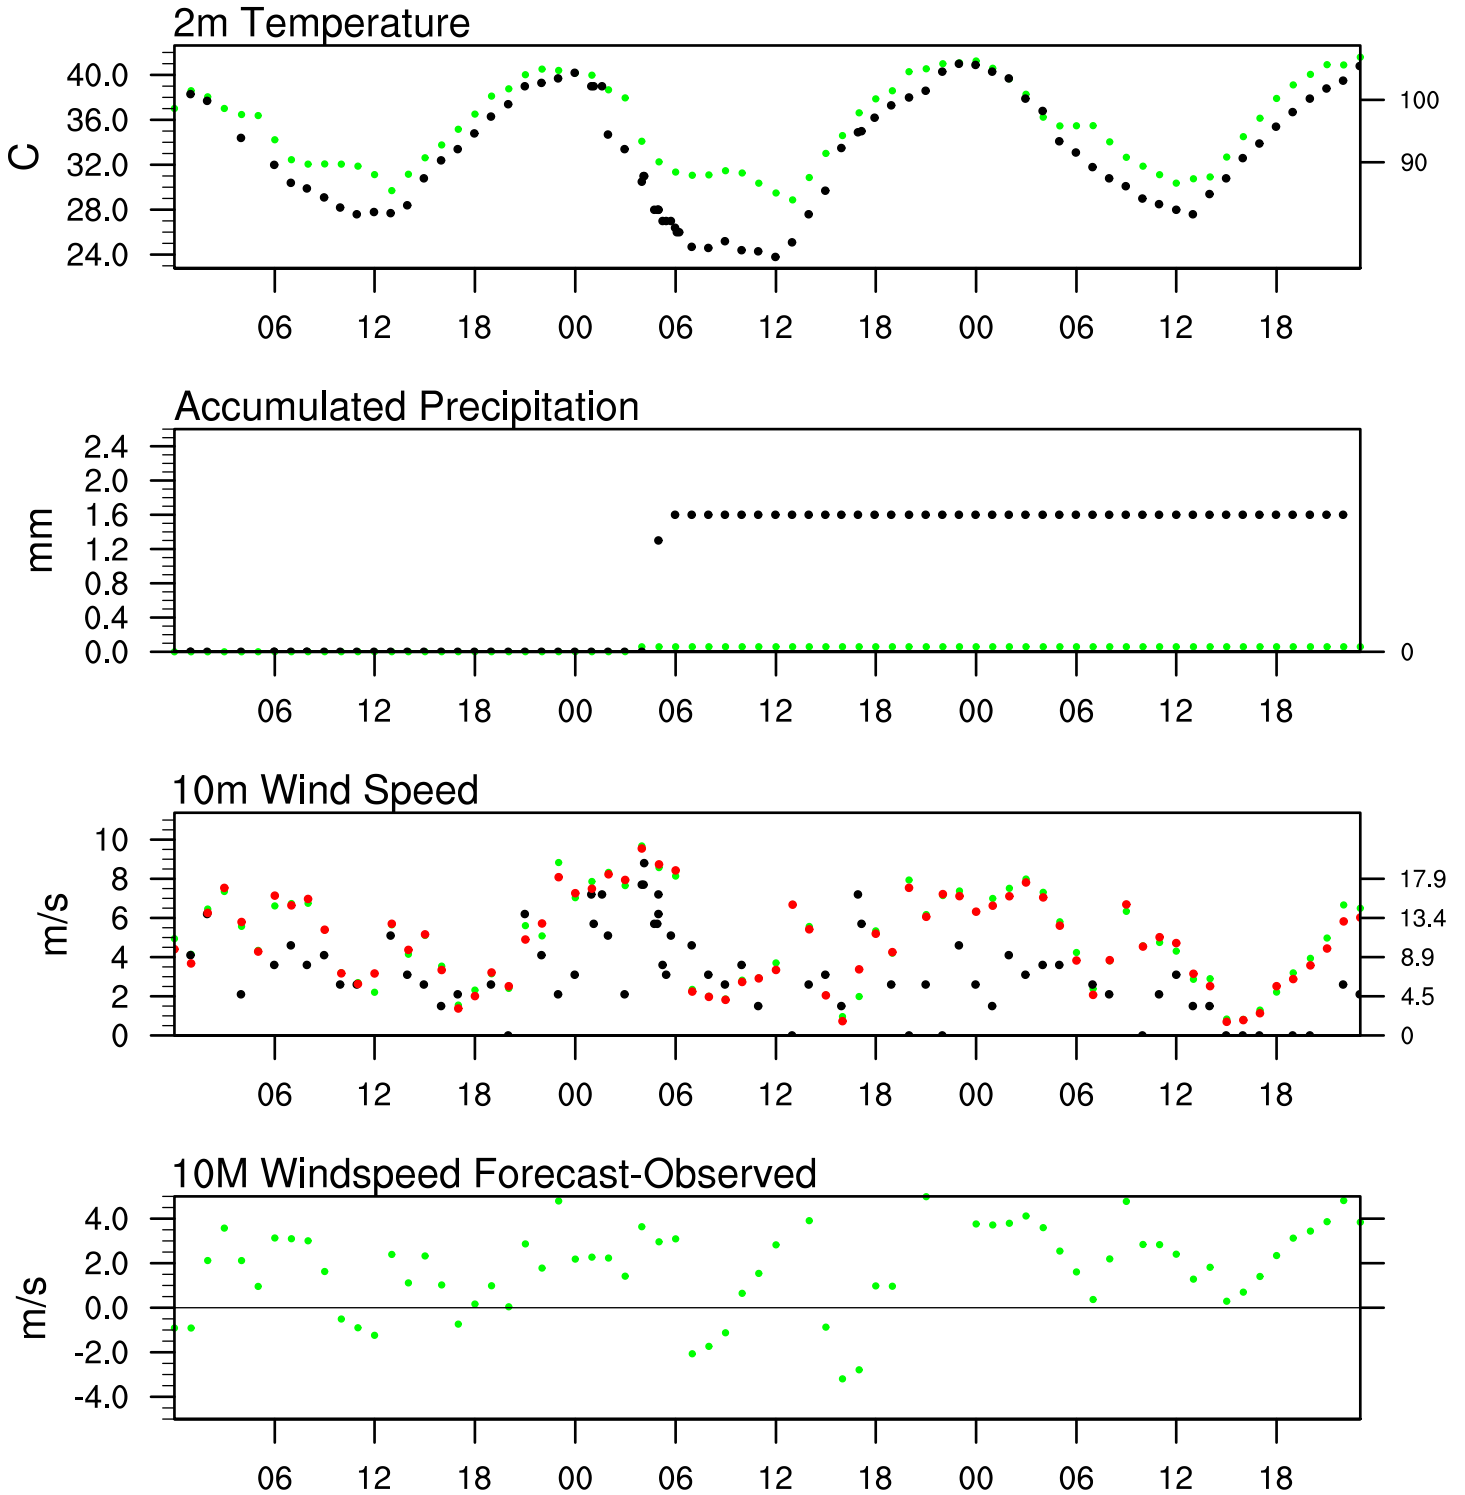 2m Temperature
40.0
36.0
32.0
28.0
24.0
C
100
90
06 12 18 00 06 12 18 00 06 12 18
Accumulated Precipitation
2.4
2.0
1.6
1.2
0.8
0.4
0.0
mm
0
06 12 18 00 06 12 18 00 06 12 18
10m Wind Speed
10
8
6
4
2
0
m/s
17.9
13.4
8.9
4.5
0
06 12 18 00 06 12 18 00 06 12 18
10M Windspeed Forecast-Observed
4.0
2.0
0.0
-2.0
-4.0
m/s
06 12 18 00 06 12 18 00 06 12 18